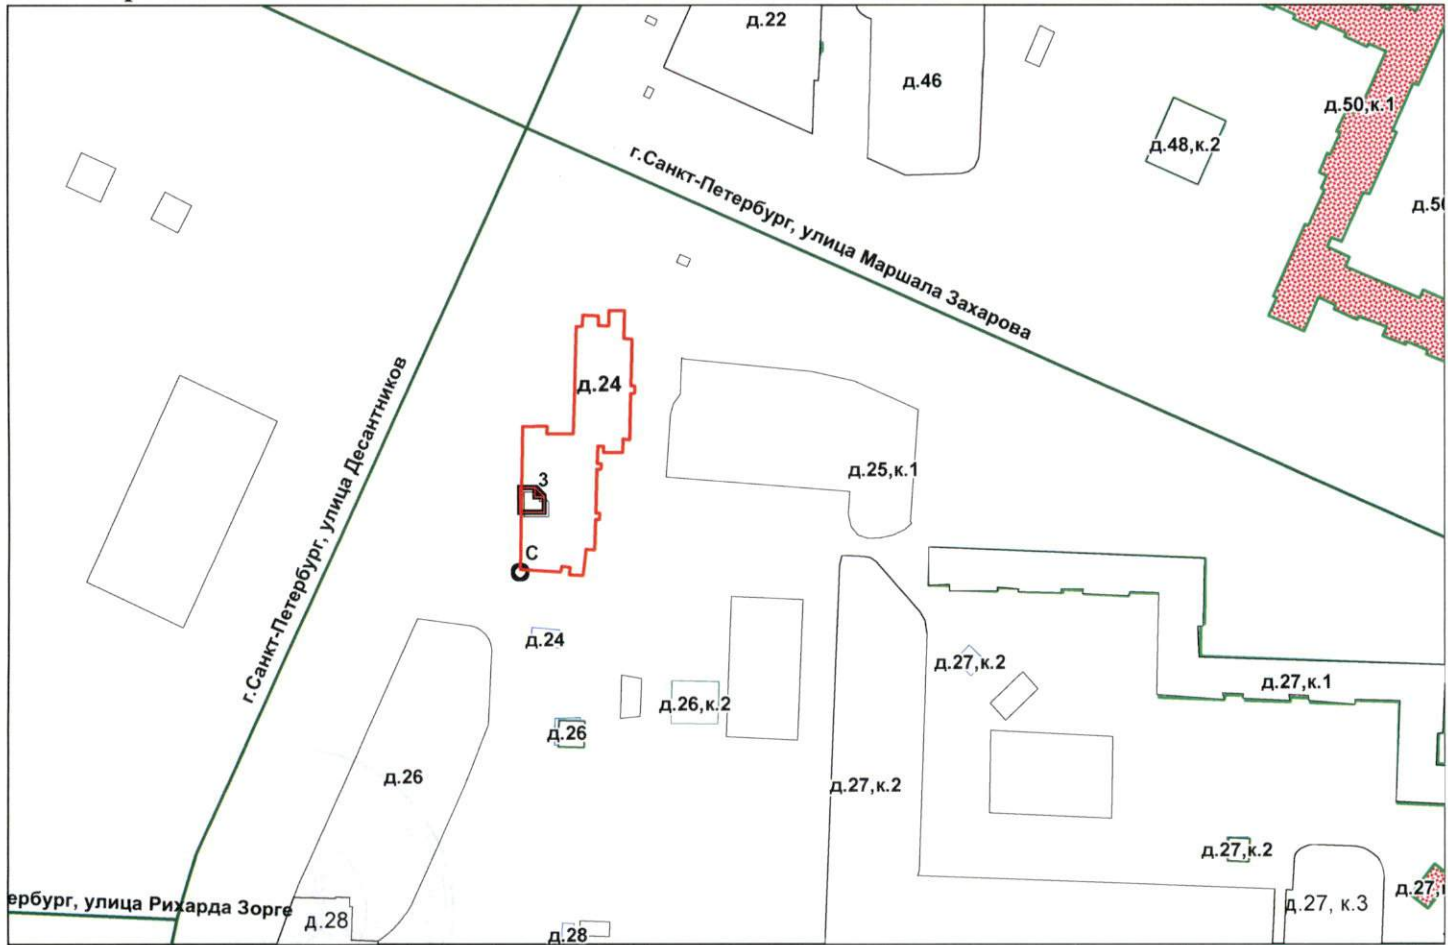 д.22
д.46
д.50,к.1
д.48,к.2
г.Санкт-Петербург, улица Маршала Захарова
д.50
г.Санкт-Петербург, улица Десантников
д.24
д.25,к.1
3
С
д.24
д.27,к.2
д.27,к.1
д.26,к.2
д.26
д.26
д.27,к.2
д.27,к.2
ербург, улица Рихарда Зорге
д.28
д.27, к.3
д.27,
д.28